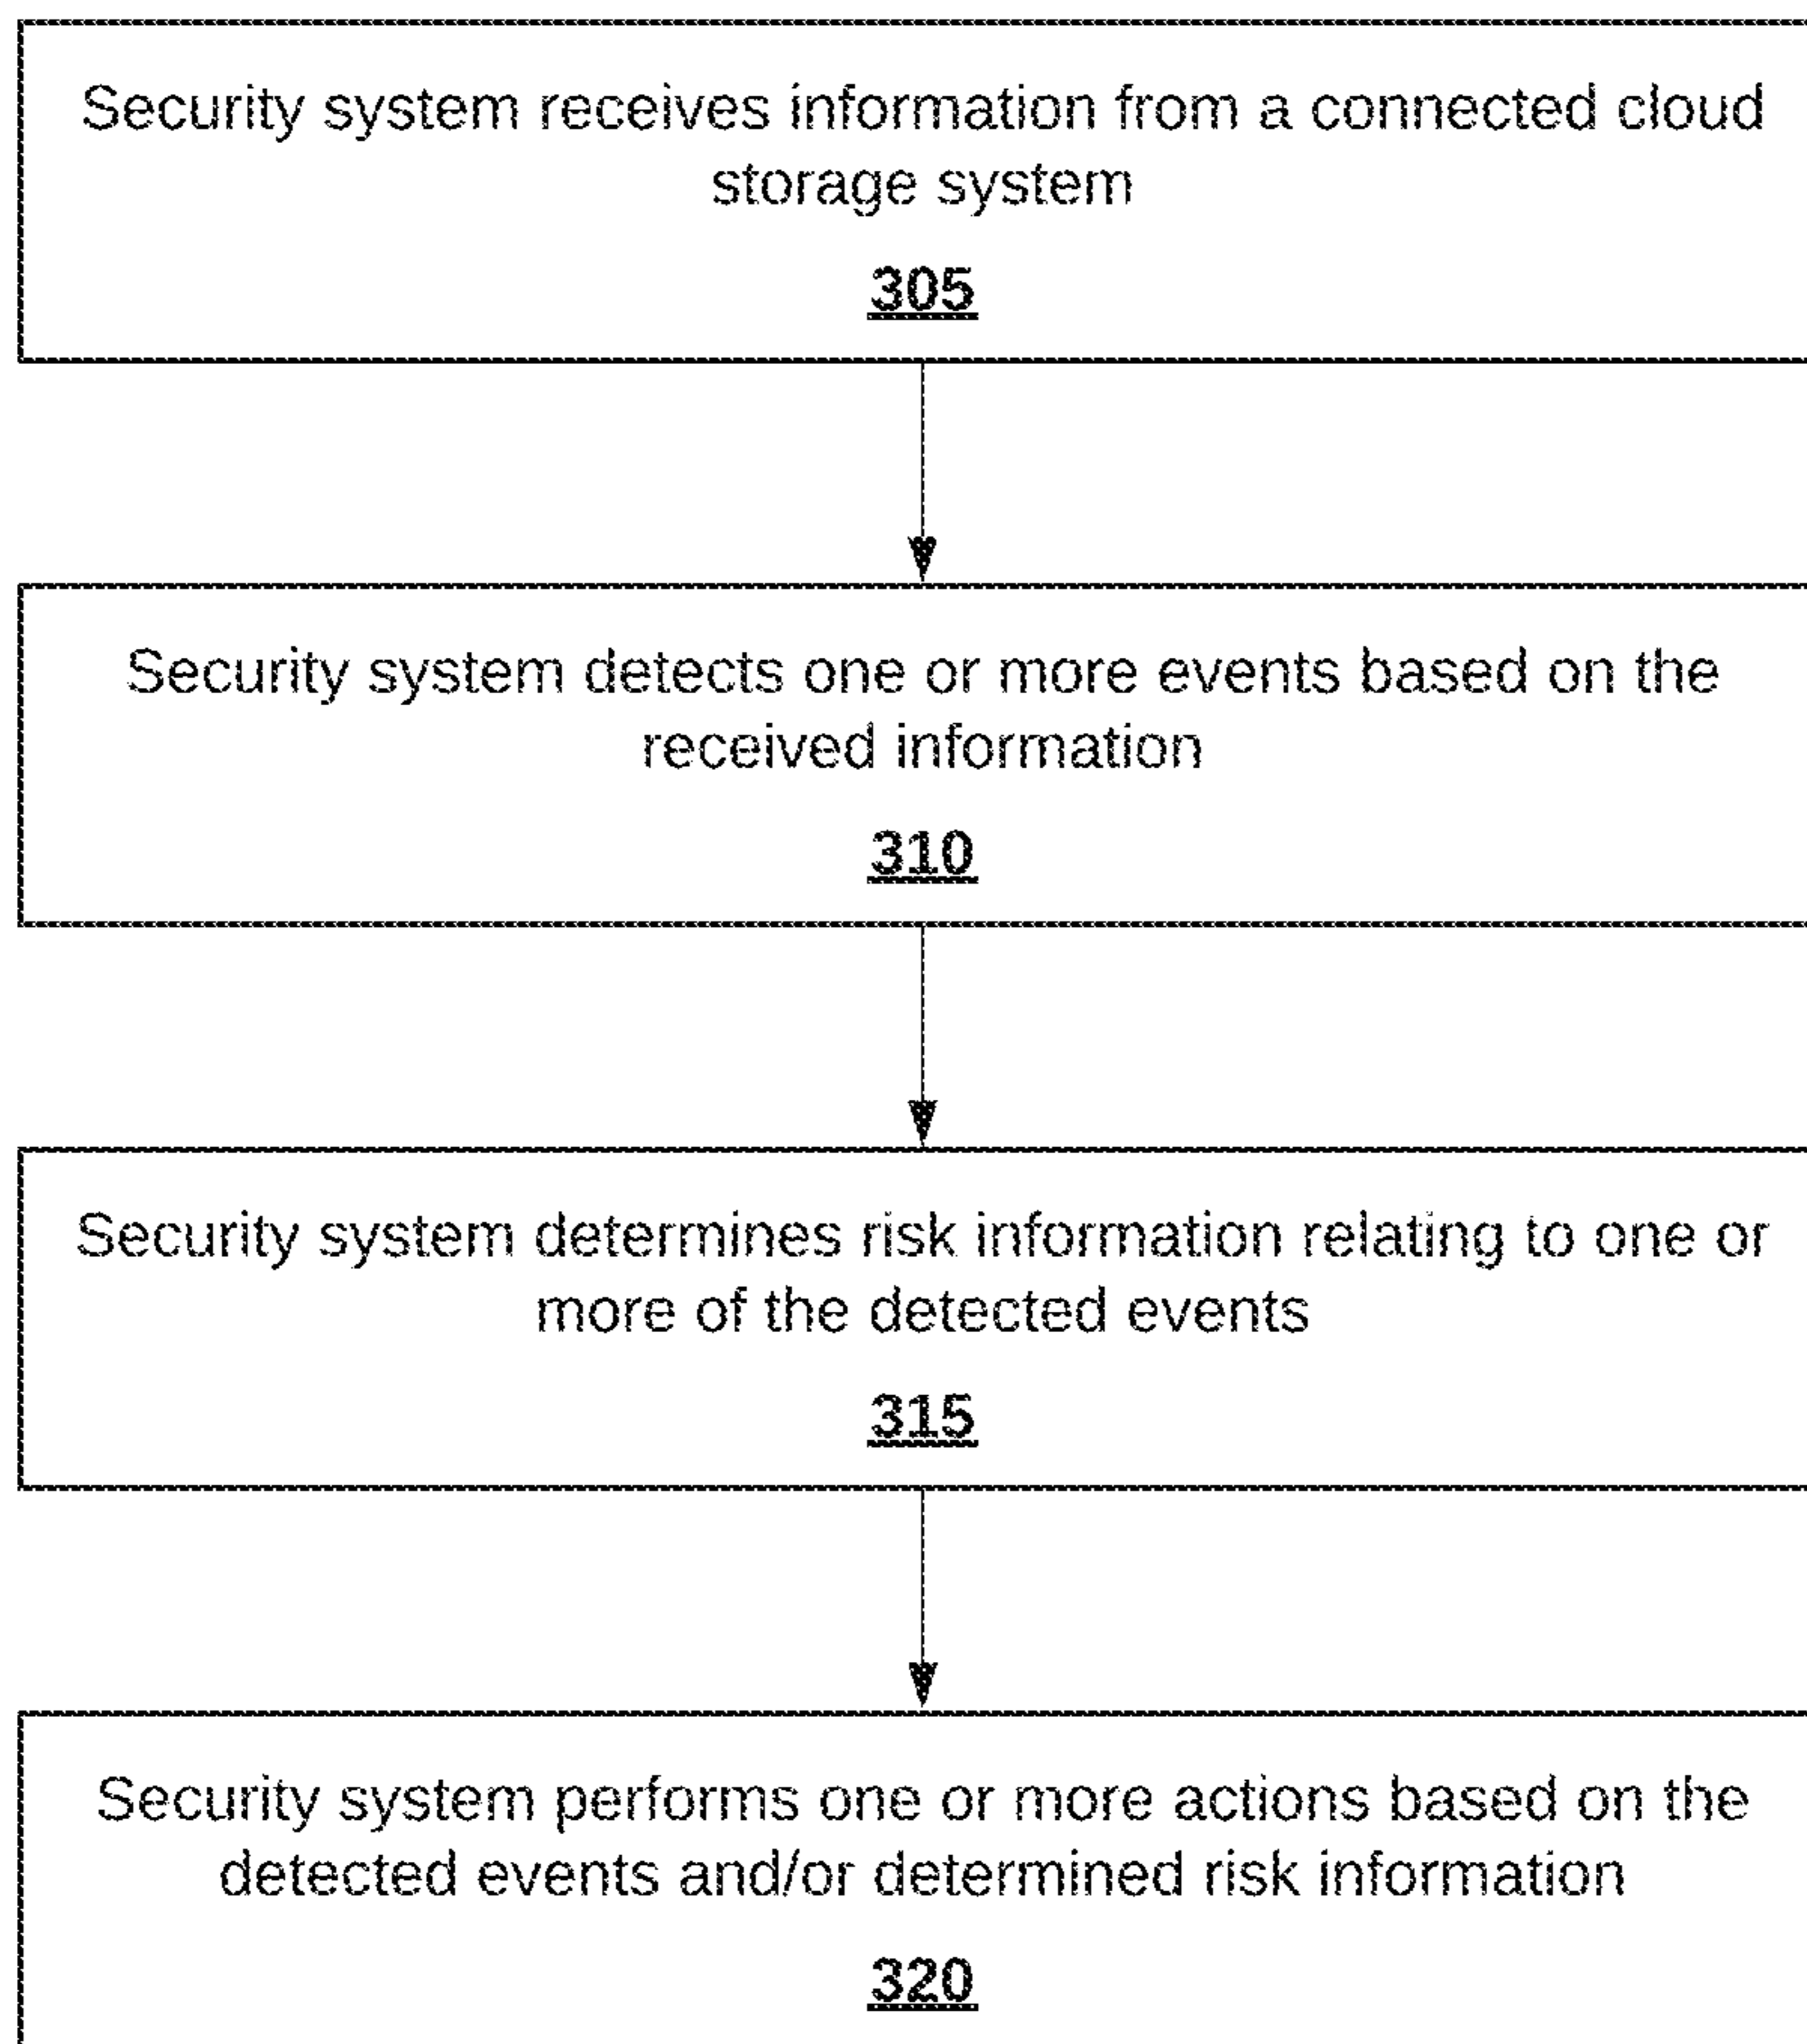 Security system receives information from a connected cloud
storage system
305
Security system detects one or more events based on the
received information
310
Security system determines risk information relating to one or
more of the detected events
315
Security system performs one or more actions based on the
detected events and/or determined risk information
320